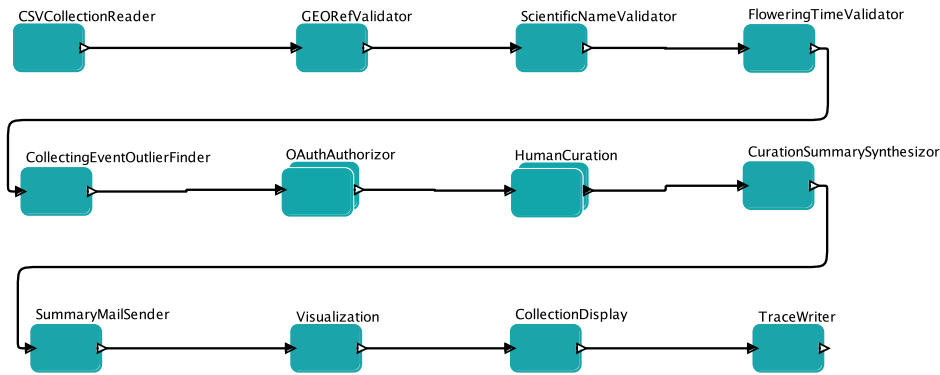 CSVCollectionReader
GEORefValidator
ScientificNameValidator
FloweringTimeValidator
CollectingEventOutlierFinder
OAuthAuthorizor
HumanCuration
CurationSummarySynthesizor
SummaryMailSender
Visualization
CollectionDisplay
TraceWriter